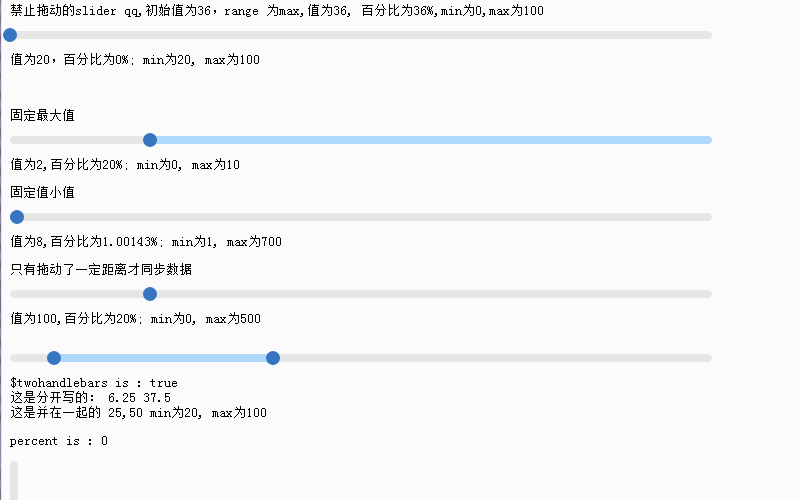 禁止拖动的slider qq,初始值为36，range 为max,值为36, 百分比为36%,min为0,max为100
值为20，百分比为0%; min为20, max为100
固定最大值
值为2,百分比为20%; min为0, max为10
固定值小值
值为8,百分比为1.00143%; min为1, max为700
只有拖动了一定距离才同步数据
值为100,百分比为20%; min为0, max为500
$twohandlebars is : true
这是分开写的： 6.25 37.5
这是并在一起的 25,50 min为20, max为100
percent is : 0